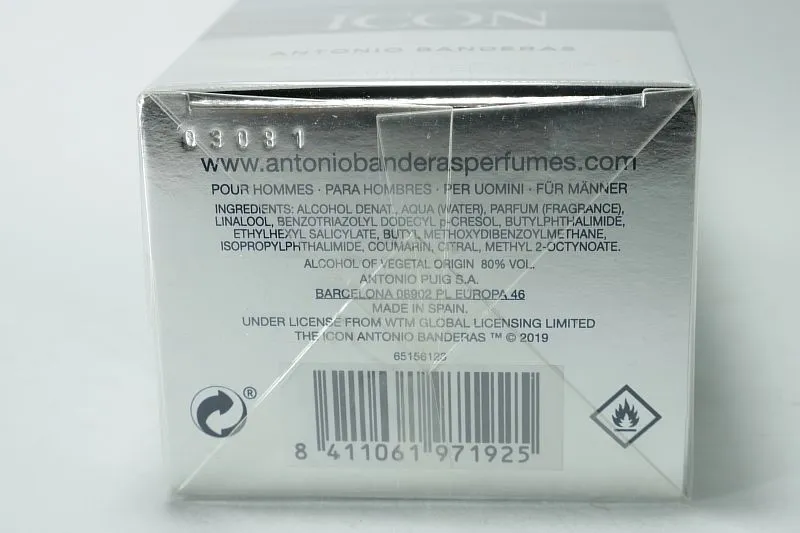 ICON
ANTONIO BANDERAS
03081
www.antoniobanderasperfumes.com
POUR HOMMES · PARA HOMBRES · PER UOMINI · FÜR MÄNNER
INGREDIENTS: ALCOHOL DENAT., AQUA (WATER), PARFUM (FRAGRANCE),
LINALOOL, BENZOTRIAZOLYL DODECYL p-CRESOL, BUTYLPHTHALIMIDE,
ETHYLHEXYL SALICYLATE, BUTYL METHOXYDIBENZOYLMETHANE,
ISOPROPYLPHTHALIMIDE, COUMARIN, CITRAL, METHYL 2-OCTYNOATE.
ALCOHOL OF VEGETAL ORIGIN 80% VOL.
ANTONIO PUIG S.A.
BARCELONA 08902 PL EUROPA 46
MADE IN SPAIN.
UNDER LICENSE FROM WTM GLOBAL LICENSING LIMITED
THE ICON ANTONIO BANDERAS ™ © 2019
65156128
®
8 411061 971925